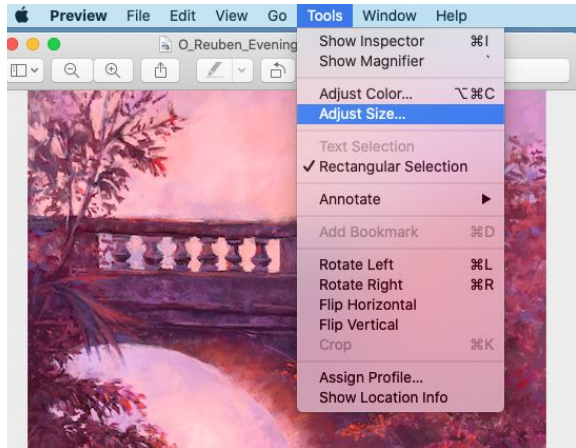 Preview File Edit View Go Tools Window Help
O_Reuben_Evening
Show Inspector ⌘I
Show Magnifier `
Adjust Color... ⌥⌘C
Adjust Size...
Text Selection
✓ Rectangular Selection
Annotate ▶
Add Bookmark ⌘D
Rotate Left ⌘L
Rotate Right ⌘R
Flip Horizontal
Flip Vertical
Crop ⌘K
Assign Profile...
Show Location Info